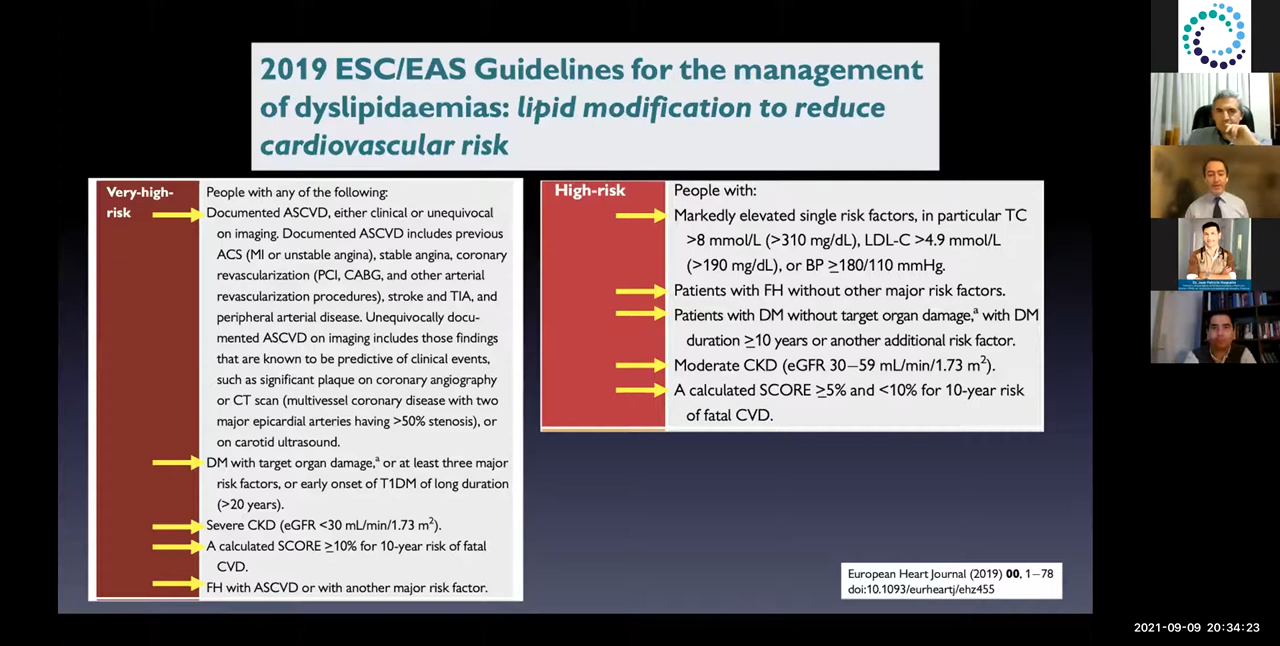 2019 ESC/EAS Guidelines for the management
of dyslipidaemias: lipid modification to reduce
cardiovascular risk
Very-high-
risk
People with any of the following:
Documented ASCVD, either clinical or unequivocal
on imaging. Documented ASCVD includes previous
ACS (MI or unstable angina), stable angina, coronary
revascularization (PCI, CABG, and other arterial
revascularization procedures), stroke and TIA, and
peripheral arterial disease. Unequivocally docu-
mented ASCVD on imaging includes those findings
that are known to be predictive of clinical events,
such as significant plaque on coronary angiography
or CT scan (multivessel coronary disease with two
major epicardial arteries having >50% stenosis), or
on carotid ultrasound.
DM with target organ damage,ª or at least three major
risk factors, or early onset of T1DM of long duration
(>20 years).
Severe CKD (eGFR <30 mL/min/1.73 m²).
A calculated SCORE ≥10% for 10-year risk of fatal
CVD.
FH with ASCVD or with another major risk factor.
High-risk
People with:
Markedly elevated single risk factors, in particular TC
>8 mmol/L (>310 mg/dL), LDL-C >4.9 mmol/L
(>190 mg/dL), or BP ≥180/110 mmHg.
Patients with FH without other major risk factors.
Patients with DM without target organ damage,ª with DM
duration ≥10 years or another additional risk factor.
Moderate CKD (eGFR 30–59 mL/min/1.73 m²).
A calculated SCORE ≥5% and <10% for 10-year risk
of fatal CVD.
European Heart Journal (2019) 00, 1–78
doi:10.1093/eurheartj/ehz455
2021-09-09 20:34:23